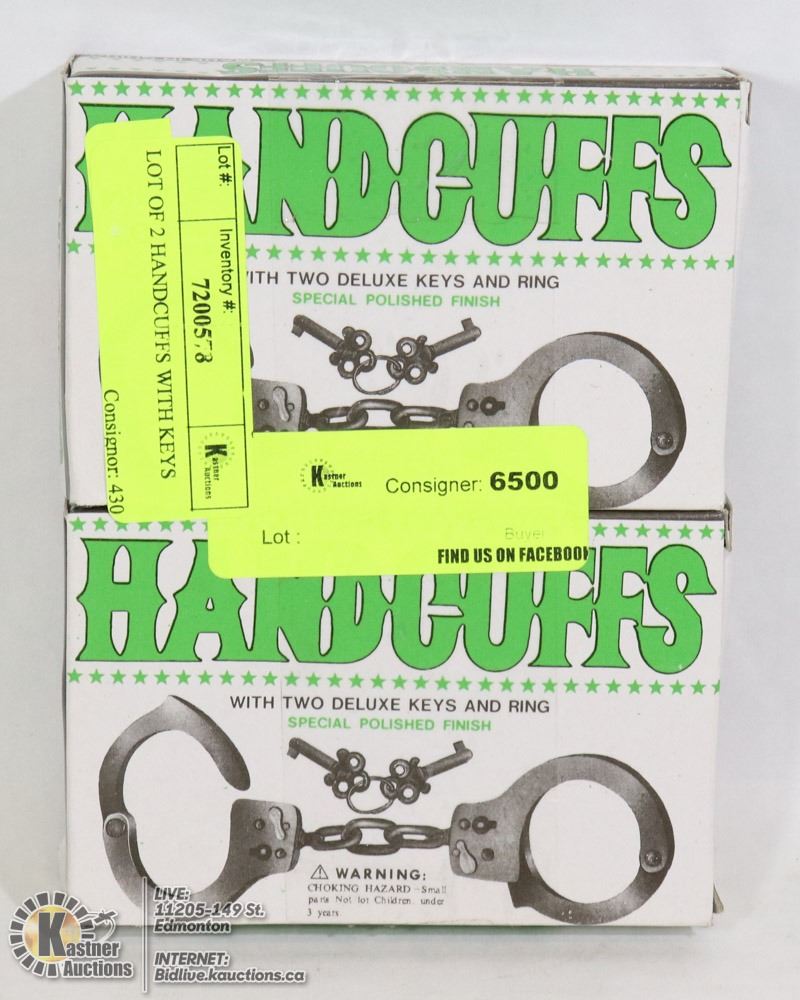 HANDCUFFS
WITH TWO DELUXE KEYS AND RING
SPECIAL POLISHED FINISH
Lot #:
Inventory #:
7200578
Kastner Auctions
LOT OF 2 HANDCUFFS WITH KEYS
Consignor: 430
Kastner Auctions
Consigner: 6500
Lot :
Buyer
FIND US ON FACEBOOK
HANDCUFFS
WITH TWO DELUXE KEYS AND RING
SPECIAL POLISHED FINISH
⚠ WARNING:
CHOKING HAZARD - Small
parts Not lot Children. under
3 years.
Kastner
Auctions
LIVE:
11205-149 St.
Edmonton
INTERNET:
Bidlive.kauctions.ca